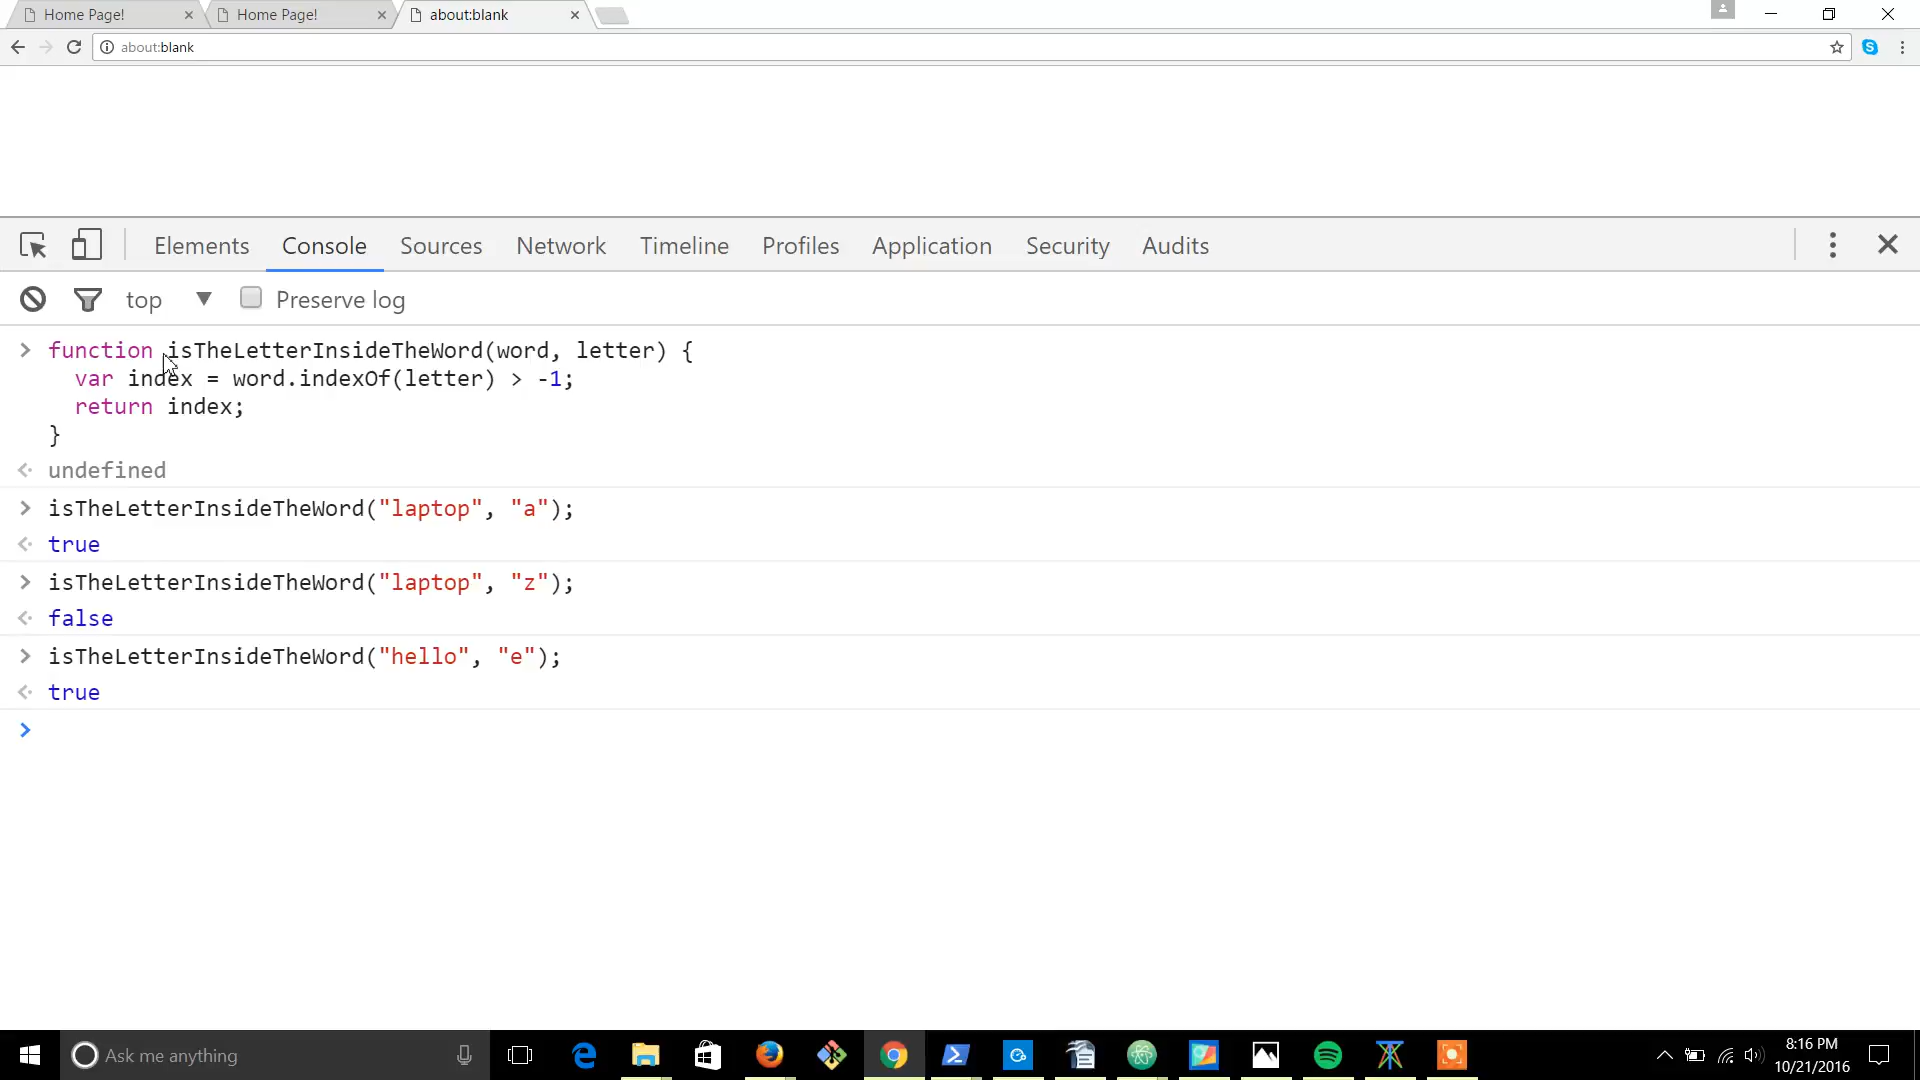 Home Page!
Home Page!
about:blank
about:blank
Elements Console Sources Network Timeline Profiles Application Security Audits
top Preserve log
function isTheLetterInsideTheWord(word, letter) {
var index = word.indexOf(letter) > -1;
return index;
}
undefined
isTheLetterInsideTheWord("laptop", "a");
true
isTheLetterInsideTheWord("laptop", "z");
false
isTheLetterInsideTheWord("hello", "e");
true
Ask me anything
8:16 PM
10/21/2016